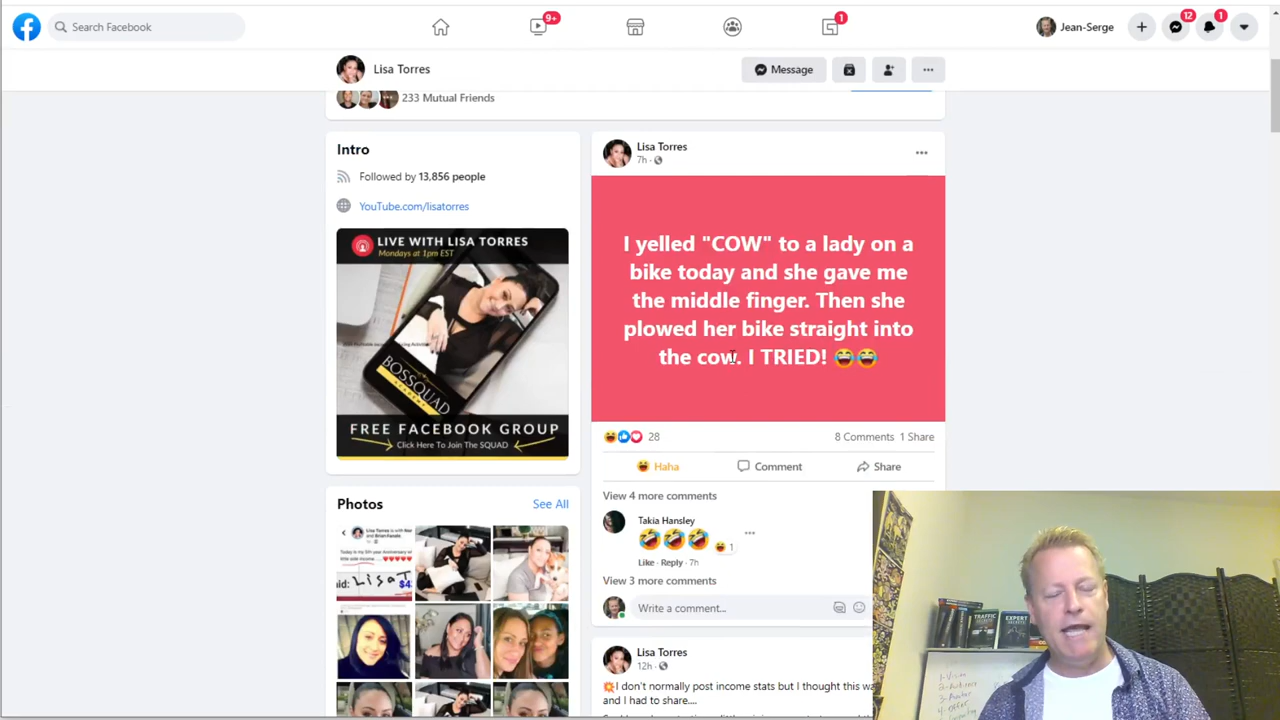 Search Facebook
9+
1
Jean-Serge
12
1
Lisa Torres
Message
233 Mutual Friends
Intro
Followed by 13,856 people
YouTube.com/lisatorres
LIVE WITH LISA TORRES
Mondays at 1pm EST
BOSSQUAD
FREE FACEBOOK GROUP
Click Here To Join The SQUAD
Photos
See All
Lisa Torres
7h
I yelled "COW" to a lady on a
bike today and she gave me
the middle finger. Then she
plowed her bike straight into
the cow. I TRIED! 😂😂
28
8 Comments 1 Share
Haha
Comment
Share
View 4 more comments
Takia Hansley
🤣🤣🤣
1
Like · Reply · 7h
View 3 more comments
Write a comment...
Lisa Torres
12h
💥I don't normally post income stats but I thought this wa
and I had to share....
TRAFFIC
SECRETS
EXPERT
SECRETS